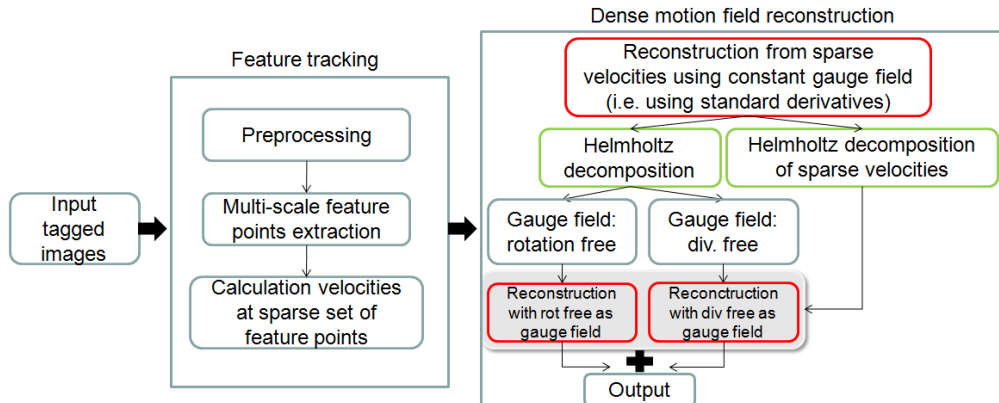 Dense motion field reconstruction
Feature tracking
Input
tagged
images
Preprocessing
Multi-scale feature
points extraction
Calculation velocities
at sparse set of
feature points
Reconstruction from sparse
velocities using constant gauge field
(i.e. using standard derivatives)
Helmholtz
decomposition
Helmholtz decomposition
of sparse velocities
Gauge field:
rotation free
Gauge field:
div. free
Reconstruction
with rot free as
gauge field
Reconctruction
with div free as
gauge field
Output